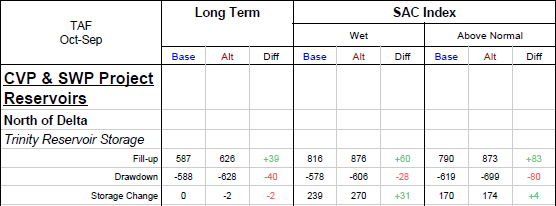 TAF
Oct-Sep
Long Term
SAC Index
Wet
Above Normal
Base Alt Diff Base Alt Diff Base Alt Diff
CVP & SWP Project
Reservoirs
North of Delta
Trinity Reservoir Storage
Fill-up 587 626 +39 816 876 +60 790 873 +83
Drawdown -588 -628 -40 -578 -606 -28 -619 -699 -80
Storage Change 0 -2 -2 239 270 +31 170 174 +4